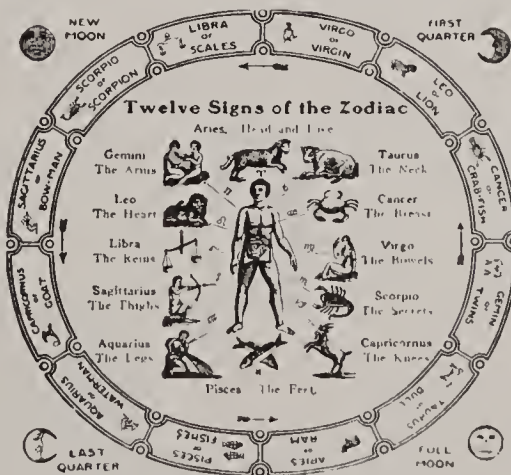 NEW
MOON
FIRST
QUARTER
LIBRA
or
SCALES
VIRGO
or
VIRGIN
LEO
or
LION
CANCER
or
CRAB-FISH
GEMINI
or
TWINS
TAURUS
or
BULL
ARIES
or
RAM
PISCES
or
FISHES
AQUARIUS
or
WATERMAN
CAPRICORNUS
or
GOAT
SAGITTARIUS
or
BOW-MAN
SCORPIO
or
SCORPION
Twelve Signs of the Zodiac
Aries, Head and Face
Gemini
The Arms
Taurus
The Neck
Leo
The Heart
Cancer
The Breast
Libra
The Reins
Virgo
The Bowels
Sagittarius
The Thighs
Scorpio
The Secrets
Aquarius
The Legs
Capricornus
The Knees
Pisces The Feet
LAST
QUARTER
FULL
MOON